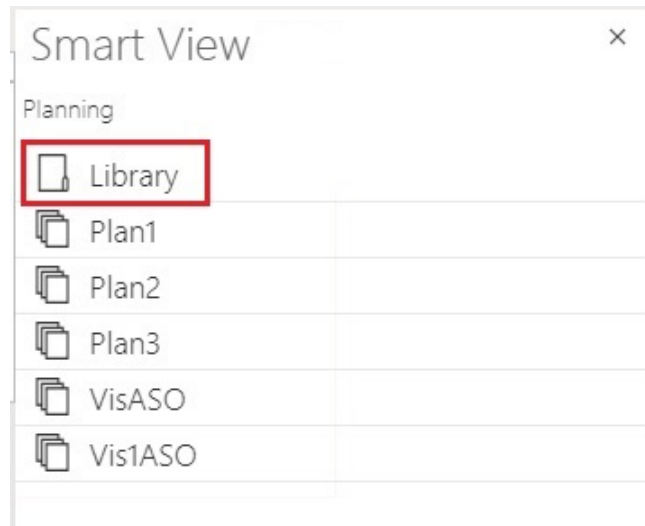 Smart View
Planning
Library
Plan1
Plan2
Plan3
VisASO
Vis1ASO